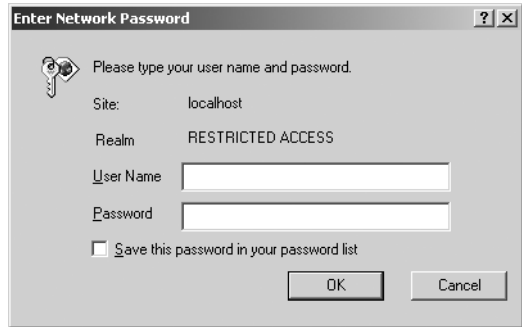 Enter Network Password
Please type your user name and password.
Site: localhost
Realm RESTRICTED ACCESS
User Name
Password
Save this password in your password list
OK Cancel